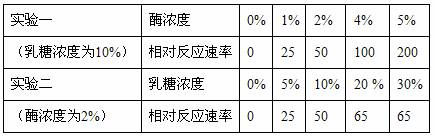 实验一 酶浓度 0% 1% 2% 4% 5%
（乳糖浓度为10%） 相对反应速率 0 25 50 100 200
实验二 乳糖浓度 0% 5% 10% 20 % 30%
（酶浓度为2%） 相对反应速率 0 25 50 65 65